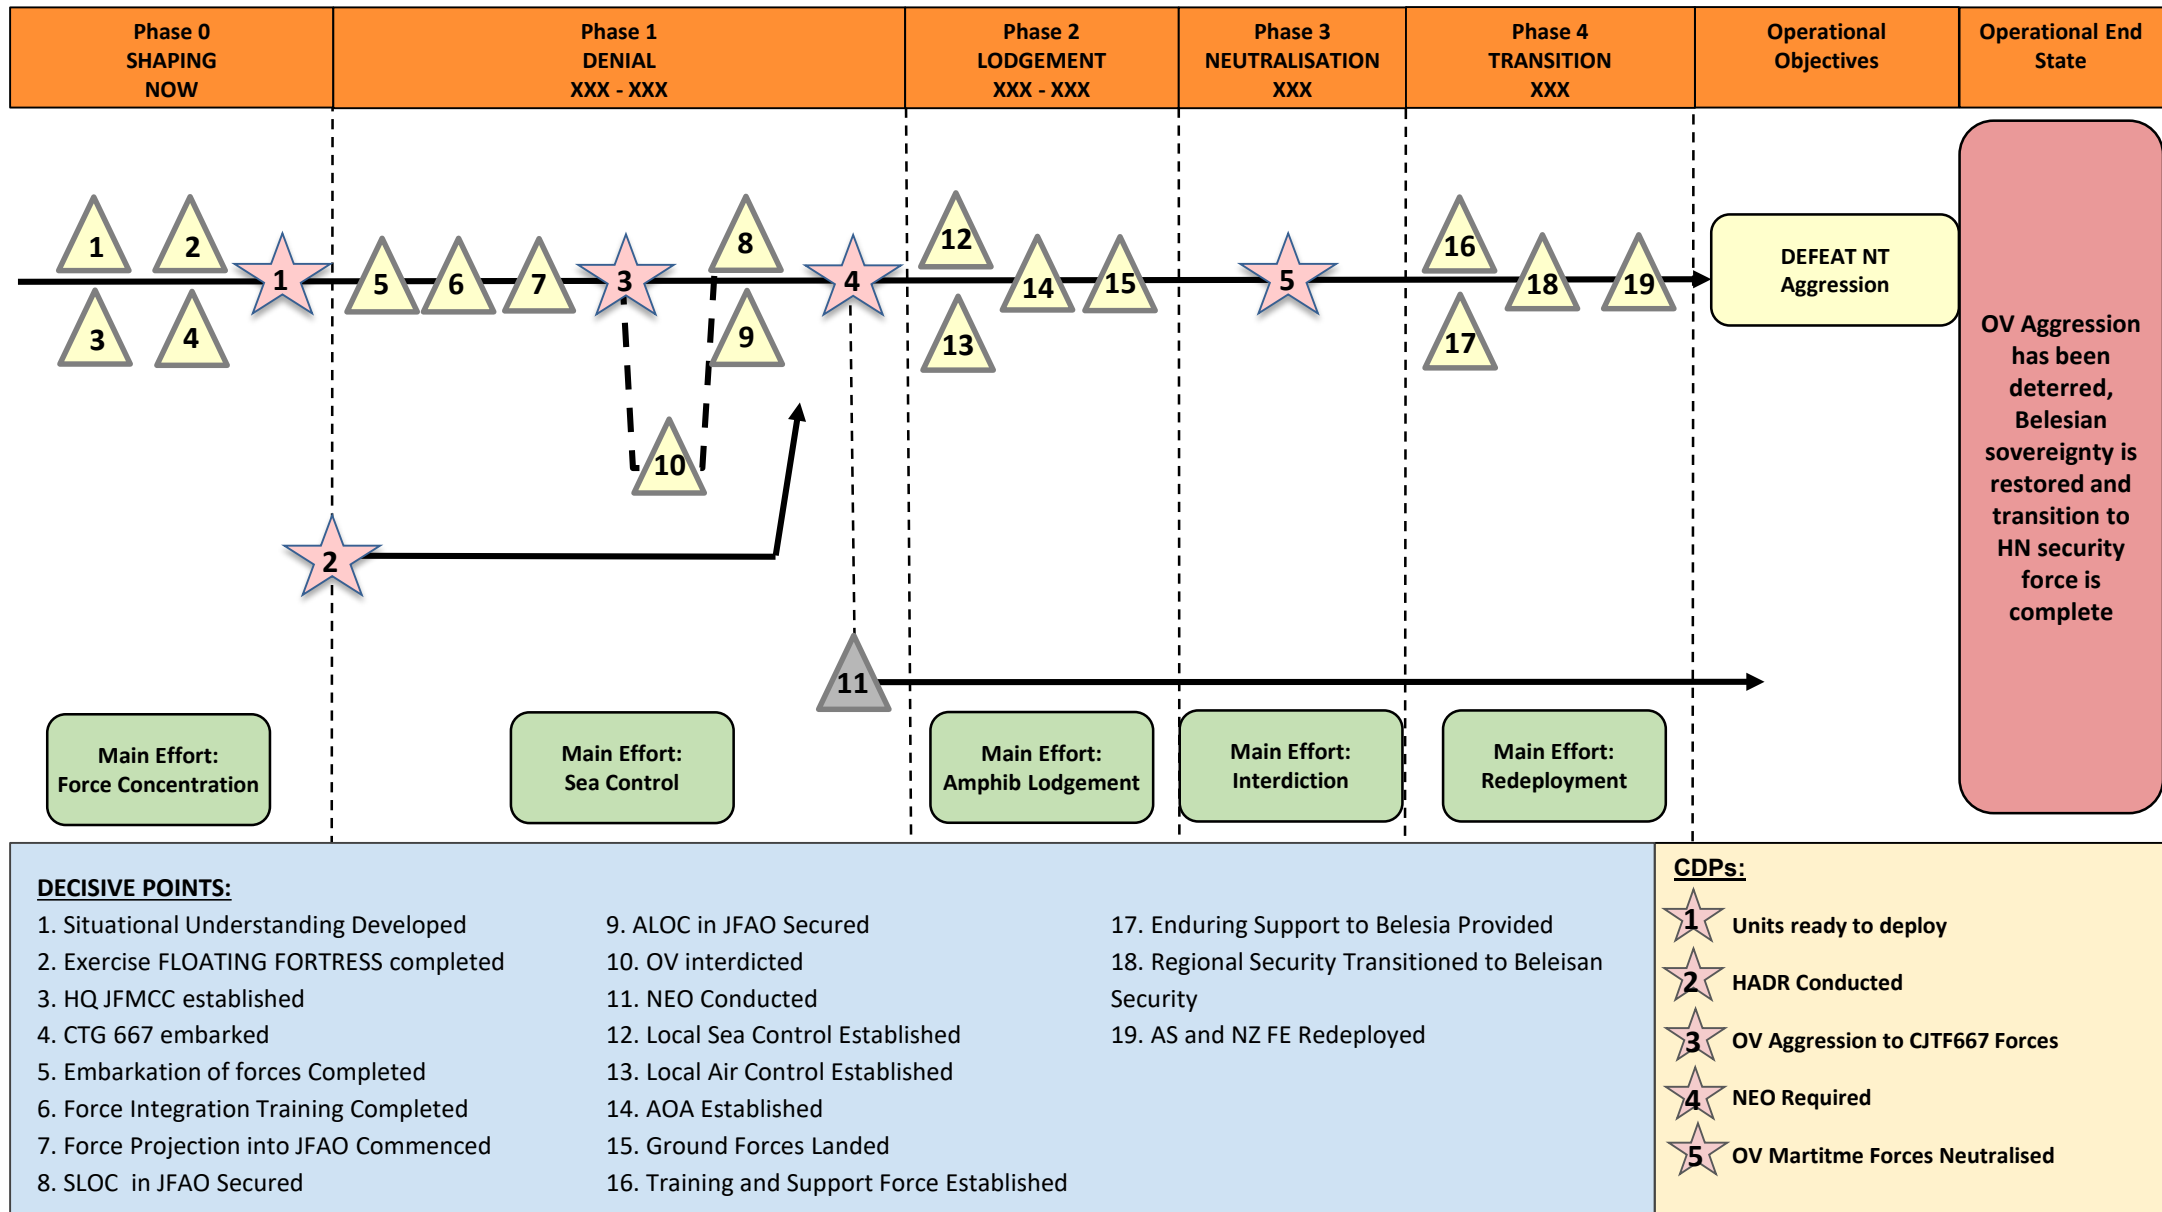 Phase 0
SHAPING
NOW
Phase 1
DENIAL
XXX - XXX
Phase 2
LODGEMENT
XXX - XXX
Phase 3
NEUTRALISATION
XXX
Phase 4
TRANSITION
XXX
Operational
Objectives
Operational End
State
1
2
3
4
1
5
6
7
3
8
9
10
4
2
11
12
13
14
15
5
16
17
18
19
DEFEAT NT
Aggression
OV Aggression
has been
deterred,
Belesian
sovereignty is
restored and
transition to
HN security
force is
complete
Main Effort:
Force Concentration
Main Effort:
Sea Control
Main Effort:
Amphib Lodgement
Main Effort:
Interdiction
Main Effort:
Redeployment
DECISIVE POINTS:
1. Situational Understanding Developed
2. Exercise FLOATING FORTRESS completed
3. HQ JFMCC established
4. CTG 667 embarked
5. Embarkation of forces Completed
6. Force Integration Training Completed
7. Force Projection into JFAO Commenced
8. SLOC  in JFAO Secured
9. ALOC in JFAO Secured
10. OV interdicted
11. NEO Conducted
12. Local Sea Control Established
13. Local Air Control Established
14. AOA Established
15. Ground Forces Landed
16. Training and Support Force Established
17. Enduring Support to Belesia Provided
18. Regional Security Transitioned to Beleisan
Security
19. AS and NZ FE Redeployed
CDPs:
1 Units ready to deploy
2 HADR Conducted
3 OV Aggression to CJTF667 Forces
4 NEO Required
5 OV Martitme Forces Neutralised